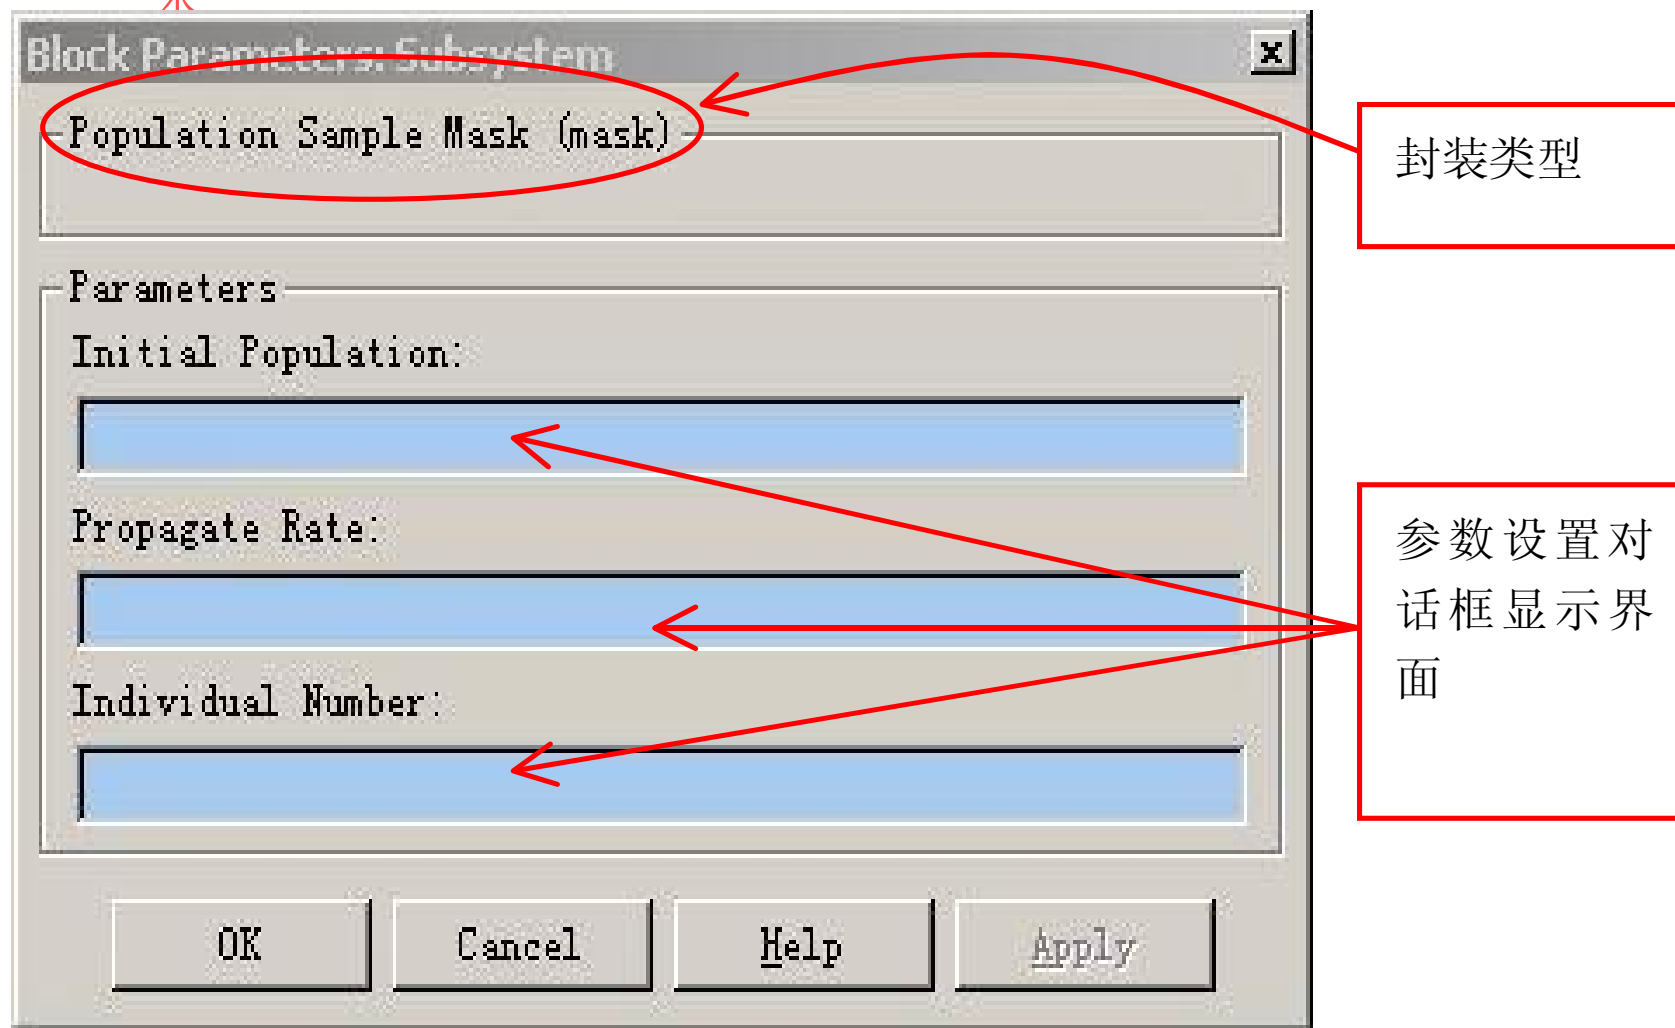 Block Parameters: Subsystem
Population Sample Mask (mask)
封装类型
Parameters
Initial Population:
Propagate Rate:
参数设置对
话框显示界
面
Individual Number:
OK
Cancel
Help
Apply